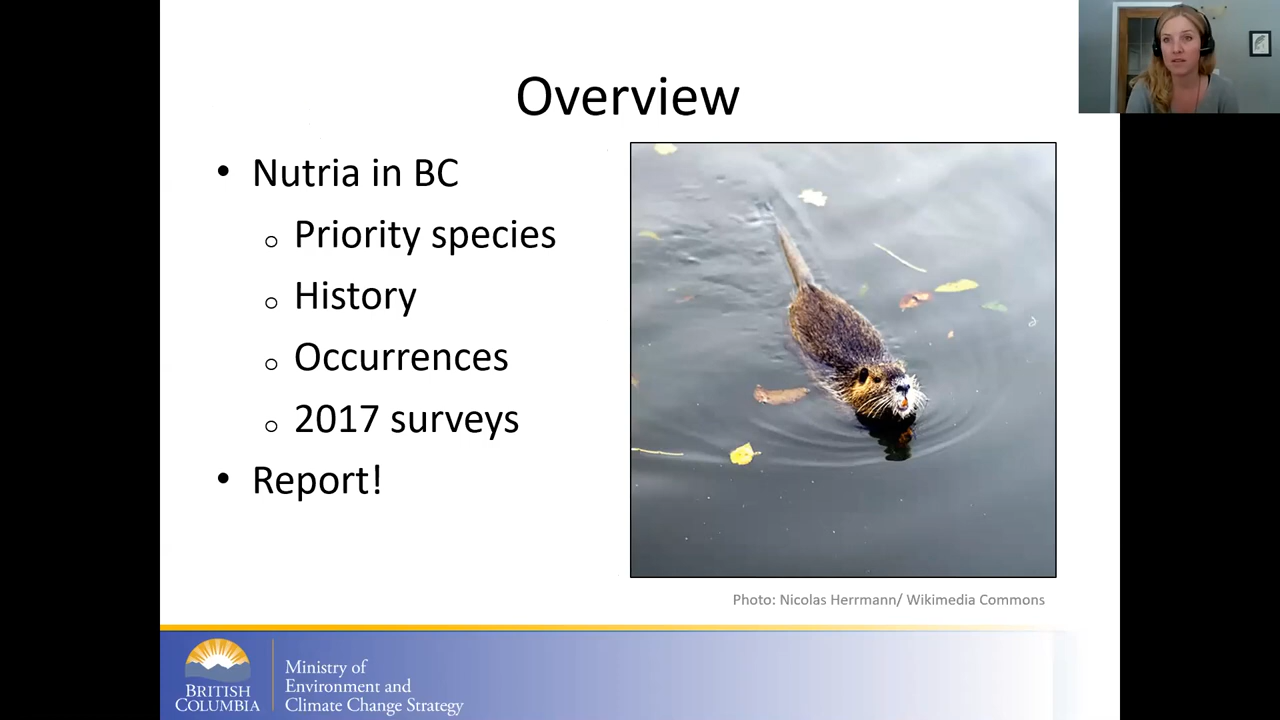 Overview
• Nutria in BC
o Priority species
o History
o Occurrences
o 2017 surveys
• Report!
Photo: Nicolas Herrmann/ Wikimedia Commons
BRITISH
COLUMBIA
Ministry of
Environment and
Climate Change Strategy